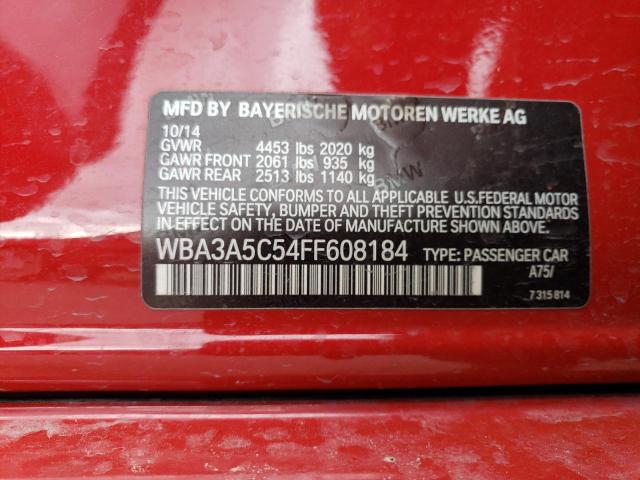 MFD BY BAYERISCHE MOTOREN WERKE AG
10/14
GVWR 4453 lbs 2020 kg
GAWR FRONT 2061 lbs 935 kg
GAWR REAR 2513 lbs 1140 kg
THIS VEHICLE CONFORMS TO ALL APPLICABLE U.S.FEDERAL MOTOR
VEHICLE SAFETY, BUMPER AND THEFT PREVENTION STANDARDS
IN EFFECT ON THE DATE OF MANUFACTURE SHOWN ABOVE.
WBA3A5C54FF608184 TYPE: PASSENGER CAR
A75/
7 315 814
BMW